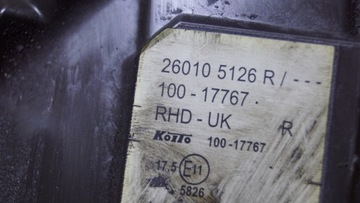 26010 5126 R / ---
100 - 17767 .
RHD - UK R
Koito 100 -17767
17.5 E11
5826